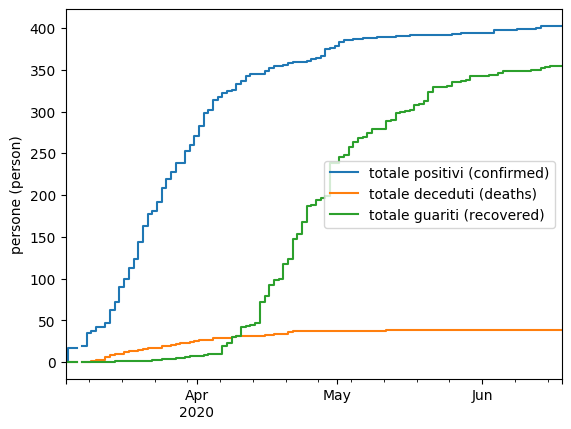 400
350
300
250
200
150
100
50
0
persone (person)
totale positivi (confirmed)
totale deceduti (deaths)
totale guariti (recovered)
Apr
May
Jun
2020